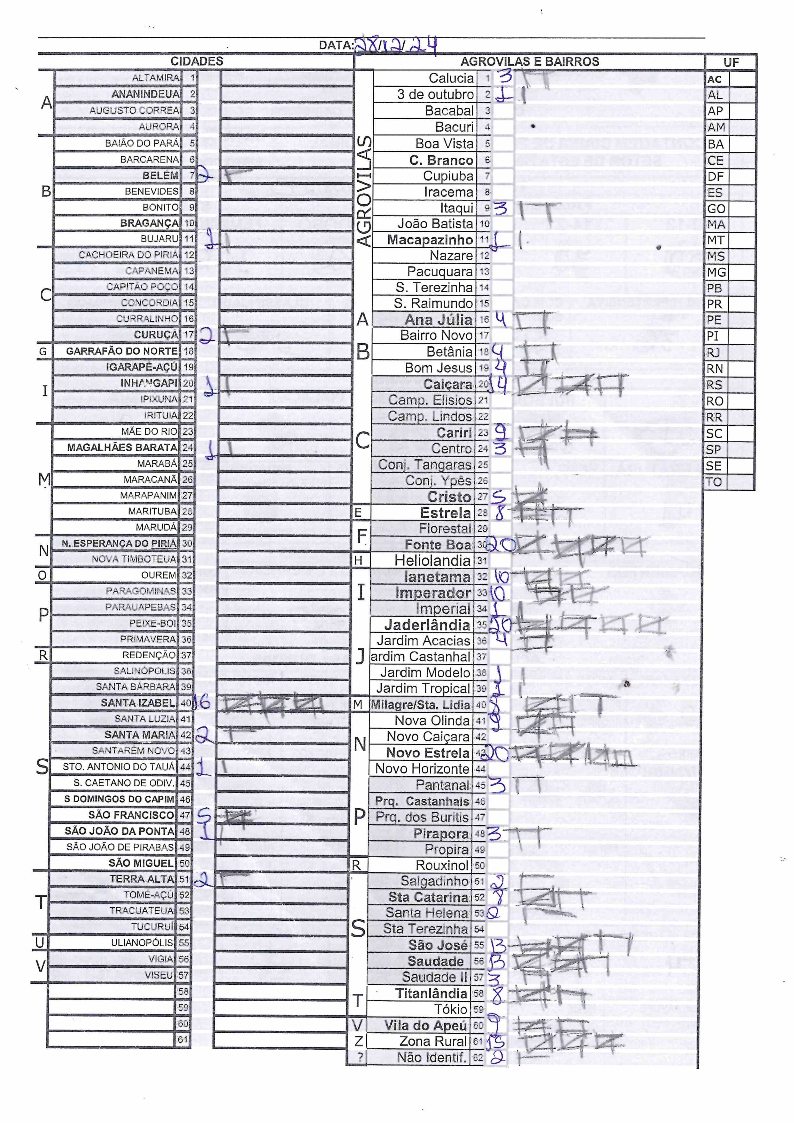 DATA: 28/12/24
CIDADES
A
ALTAMIRA 1
ANANINDEUA 2
AUGUSTO CORREA 3
AURORA 4
B
BAIÃO DO PARÁ 5
BARCARENA 6
BELÉM 7 2
BENEVIDES 8
BONITO 9
BRAGANÇA 10
BUJARU 11 1
C
CACHOEIRA DO PIRIA 12
CAPANEMA 13
CAPITÃO POÇO 14
CONCORDIA 15
CURRALINHO 16
CURUÇA 17 2
G GARRAFÃO DO NORTE 18
I
IGARAPÉ-AÇU 19
INHANGAPI 20 1
IPIXUNA 21
IRITUIA 22
M
MÃE DO RIO 23
MAGALHÃES BARATA 24 1
MARABÁ 25
MARACANÃ 26
MARAPANIM 27
MARITUBA 28
MARUDÁ 29
N
N. ESPERANÇA DO PIRIA 30
NOVA TIMBOTEUA 31
O OUREM 32
P
PARAGOMINAS 33
PARAUAPEBAS 34
PEIXE-BOI 35
PRIMAVERA 36
R REDENÇÃO 37
S
SALINÓPOLIS 38
SANTA BÁRBARA 39
SANTA IZABEL 40 16
SANTA LUZIA 41
SANTA MARIA 42 2
SANTARÉM NOVO 43
STO. ANTONIO DO TAUÁ 44 1
S. CAETANO DE ODIV. 45
S DOMINGOS DO CAPIM 46
SÃO FRANCISCO 47 5
SÃO JOÃO DA PONTA 48 1
SÃO JOÃO DE PIRABAS 49
SÃO MIGUEL 50
T
TERRA ALTA 51 2
TOMÉ-AÇU 52
TRACUATEUA 53
TUCURUÍ 54
U ULIANOPÓLIS 55
V
VIGIA 56
VISEU 57
58
59
60
61
AGROVILAS E BAIRROS
AGROVILAS
Calucia 1 3
3 de outubro 2 1
Bacabal 3
Bacuri 4
Boa Vista 5
C. Branco 6
Cupiuba 7
Iracema 8
Itaqui 9 3
João Batista 10
Macapazinho 11 1
Nazare 12
Pacuquara 13
S. Terezinha 14
S. Raimundo 15
A Ana Júlia 16 4
B
Bairro Novo 17
Betânia 18 4
Bom Jesus 19 4
C
Caiçara 20 14
Camp. Elisios 21
Camp. Lindos 22
Cariri 23 9
Centro 24 3
Conj. Tangaras 25
Conj. Ypês 26
Cristo 27 5
E Estrela 28 8
F
Florestal 29
Fonte Boa 30 20
H Heliolandia 31
I
Ianetama 32 10
Imperador 33 10
Imperial 34 1
J
Jaderlândia 35 20
Jardim Acacias 36 4
ardim Castanhal 37
Jardim Modelo 38 1
Jardim Tropical 39 1
M Milagre/Sta. Lidia 40
N
Nova Olinda 41 9
Novo Caiçara 42
Novo Estrela 43 20
Novo Horizonte 44
P
Pantanal 45 3
Prq. Castanhais 46
Prq. dos Buritis 47
Pirapora 48 3
Propira 49
R Rouxinol 50
S
Salgadinho 51 2
Sta Catarina 52 8
Santa Helena 53 2
Sta Terezinha 54
São José 55 13
Saudade 56 13
Saudade II 57 3
T
Titanlândia 58 8
Tókio 59
V Vila do Apeú 60 9
Z Zona Rural 61 15
? Não Identif. 62 2
UF
AC
AL
AP
AM
BA
CE
DF
ES
GO
MA
MT
MS
MG
PB
PR
PE
PI
RJ
RN
RS
RO
RR
SC
SP
SE
TO